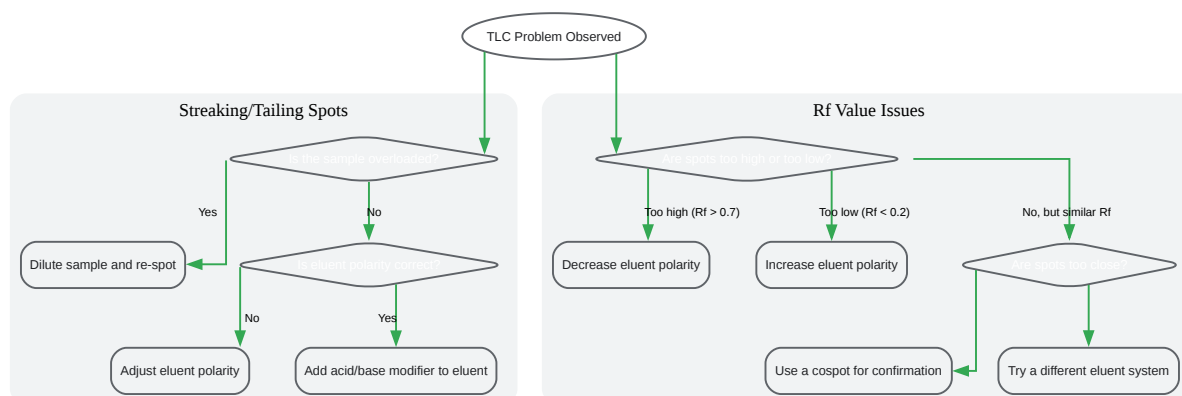 TLC Problem Observed
Streaking/Tailing Spots
Rf Value Issues
Is the sample overloaded?
Are spots too high or too low?
Yes
No
Too high (Rf > 0.7)
Too low (Rf < 0.2)
No, but similar Rf
Dilute sample and re-spot
Is eluent polarity correct?
Decrease eluent polarity
Increase eluent polarity
Are spots too close?
No
Yes
Adjust eluent polarity
Add acid/base modifier to eluent
Use a cospot for confirmation
Try a different eluent system